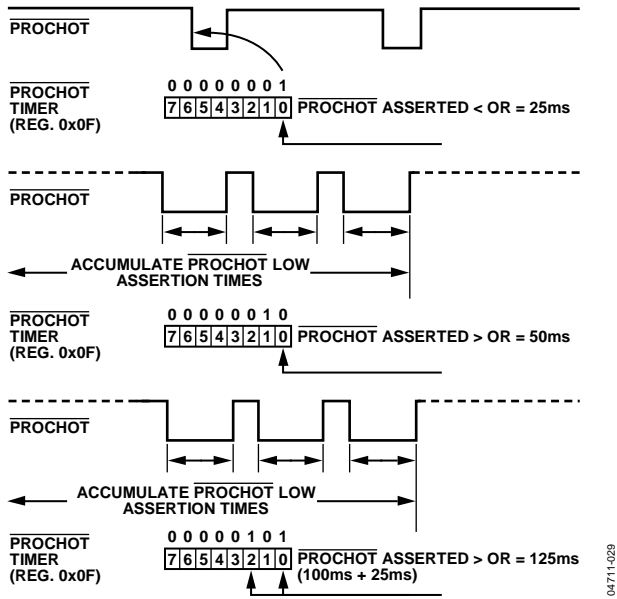 PROCHOT
PROCHOT
TIMER
(REG. 0x0F)
0 0 0 0 0 0 0 1
7 6 5 4 3 2 1 0
PROCHOT ASSERTED < OR = 25ms
PROCHOT
ACCUMULATE PROCHOT LOW
ASSERTION TIMES
PROCHOT
TIMER
(REG. 0x0F)
0 0 0 0 0 0 1 0
7 6 5 4 3 2 1 0
PROCHOT ASSERTED > OR = 50ms
PROCHOT
ACCUMULATE PROCHOT LOW
ASSERTION TIMES
PROCHOT
TIMER
(REG. 0x0F)
0 0 0 0 0 1 0 1
7 6 5 4 3 2 1 0
PROCHOT ASSERTED > OR = 125ms
(100ms + 25ms)
04711-029